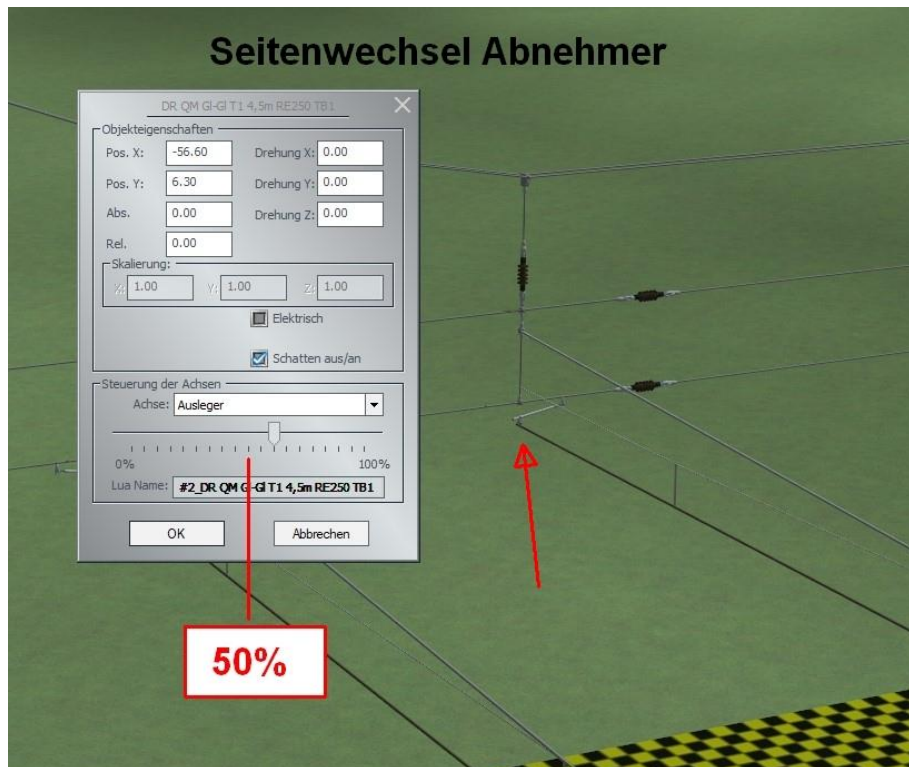 Seitenwechsel Abnehmer
DR QM Gl-Gl T1 4,5m RE250 TB1
Objekteigenschaften
Pos. X: -56.60 Drehung X: 0.00
Pos. Y: 6.30 Drehung Y: 0.00
Abs. 0.00 Drehung Z: 0.00
Rel. 0.00
Skalierung:
X: 1.00 Y: 1.00 Z: 1.00
Elektrisch
Schatten aus/an
Steuerung der Achsen
Achse: Ausleger
0% 100%
Lua Name: #2_DR QM Gl-Gl T1 4,5m RE250 TB1
OK Abbrechen
50%